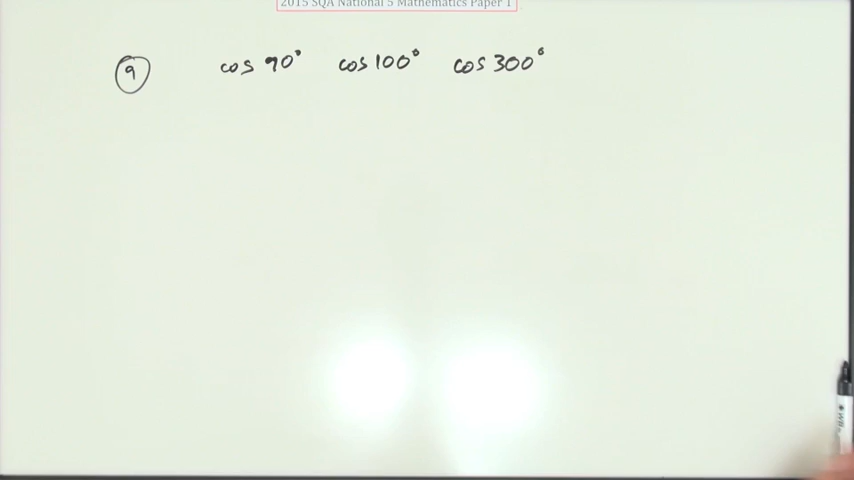 2015 SQA National 5 Mathematics Paper 1
9 cos 90° cos 100° cos 300°